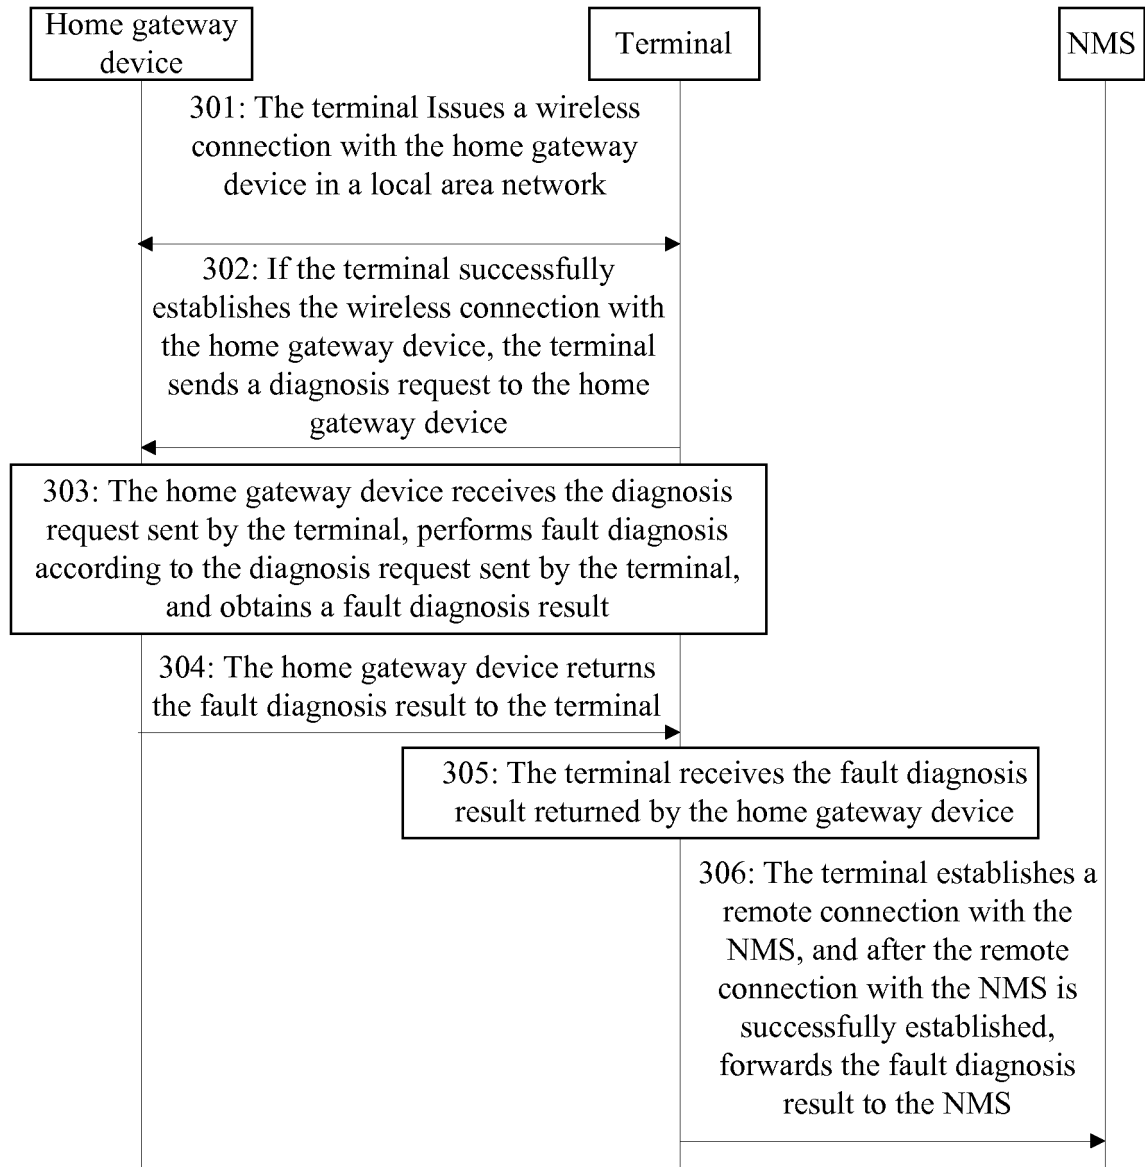 Home gateway
device
Terminal
NMS
301: The terminal Issues a wireless
connection with the home gateway
device in a local area network
302: If the terminal successfully
establishes the wireless connection with
the home gateway device, the terminal
sends a diagnosis request to the home
gateway device
303: The home gateway device receives the diagnosis
request sent by the terminal, performs fault diagnosis
according to the diagnosis request sent by the terminal,
and obtains a fault diagnosis result
304: The home gateway device returns
the fault diagnosis result to the terminal
305: The terminal receives the fault diagnosis
result returned by the home gateway device
306: The terminal establishes a
remote connection with the
NMS, and after the remote
connection with the NMS is
successfully established,
forwards the fault diagnosis
result to the NMS